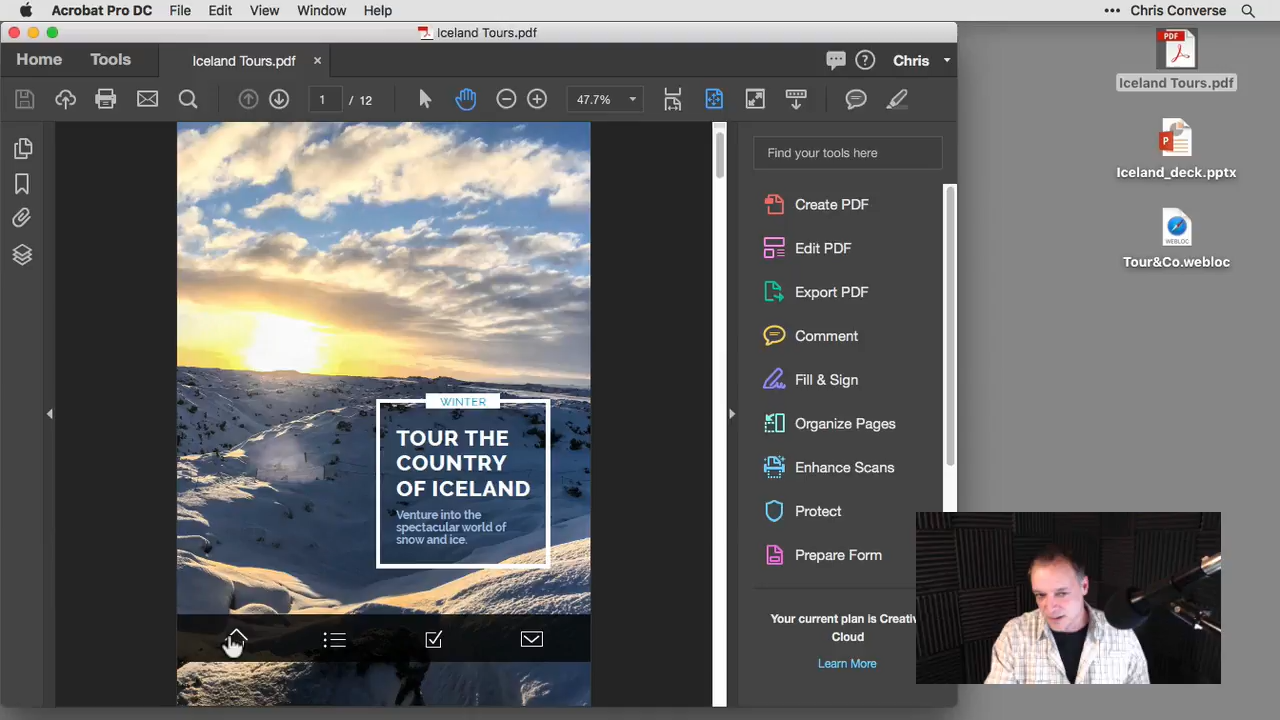 Acrobat Pro DC File Edit View Window Help
••• Chris Converse
Iceland Tours.pdf
Home Tools Iceland Tours.pdf × Chris
1 / 12 47.7%
Find your tools here
Create PDF
Edit PDF
Export PDF
Comment
Fill & Sign
Organize Pages
Enhance Scans
Protect
Prepare Form
Your current plan is Creativ
Cloud
Learn More
WINTER
TOUR THE
COUNTRY
OF ICELAND
Venture into the
spectacular world of
snow and ice.
PDF
Iceland Tours.pdf
P
Iceland_deck.pptx
WEBLOC
Tour&Co.webloc